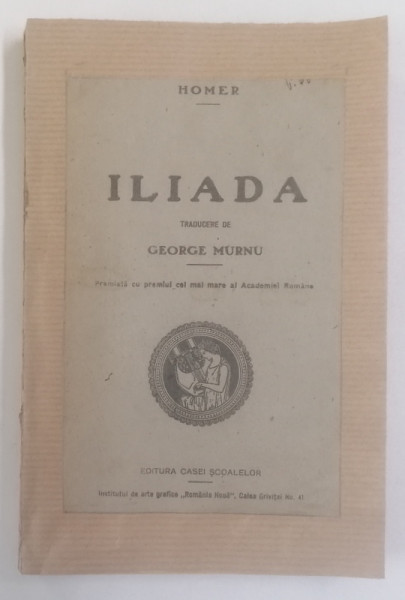 HOMER
ILIADA
TRADUCERE DE
GEORGE MURNU
Premiată cu premiul cel mai mare al Academiei Române
EDITURA CASEI ȘCOALELOR
Institutul de arte grafice „România Nouă", Calea Griviței Nr. 41